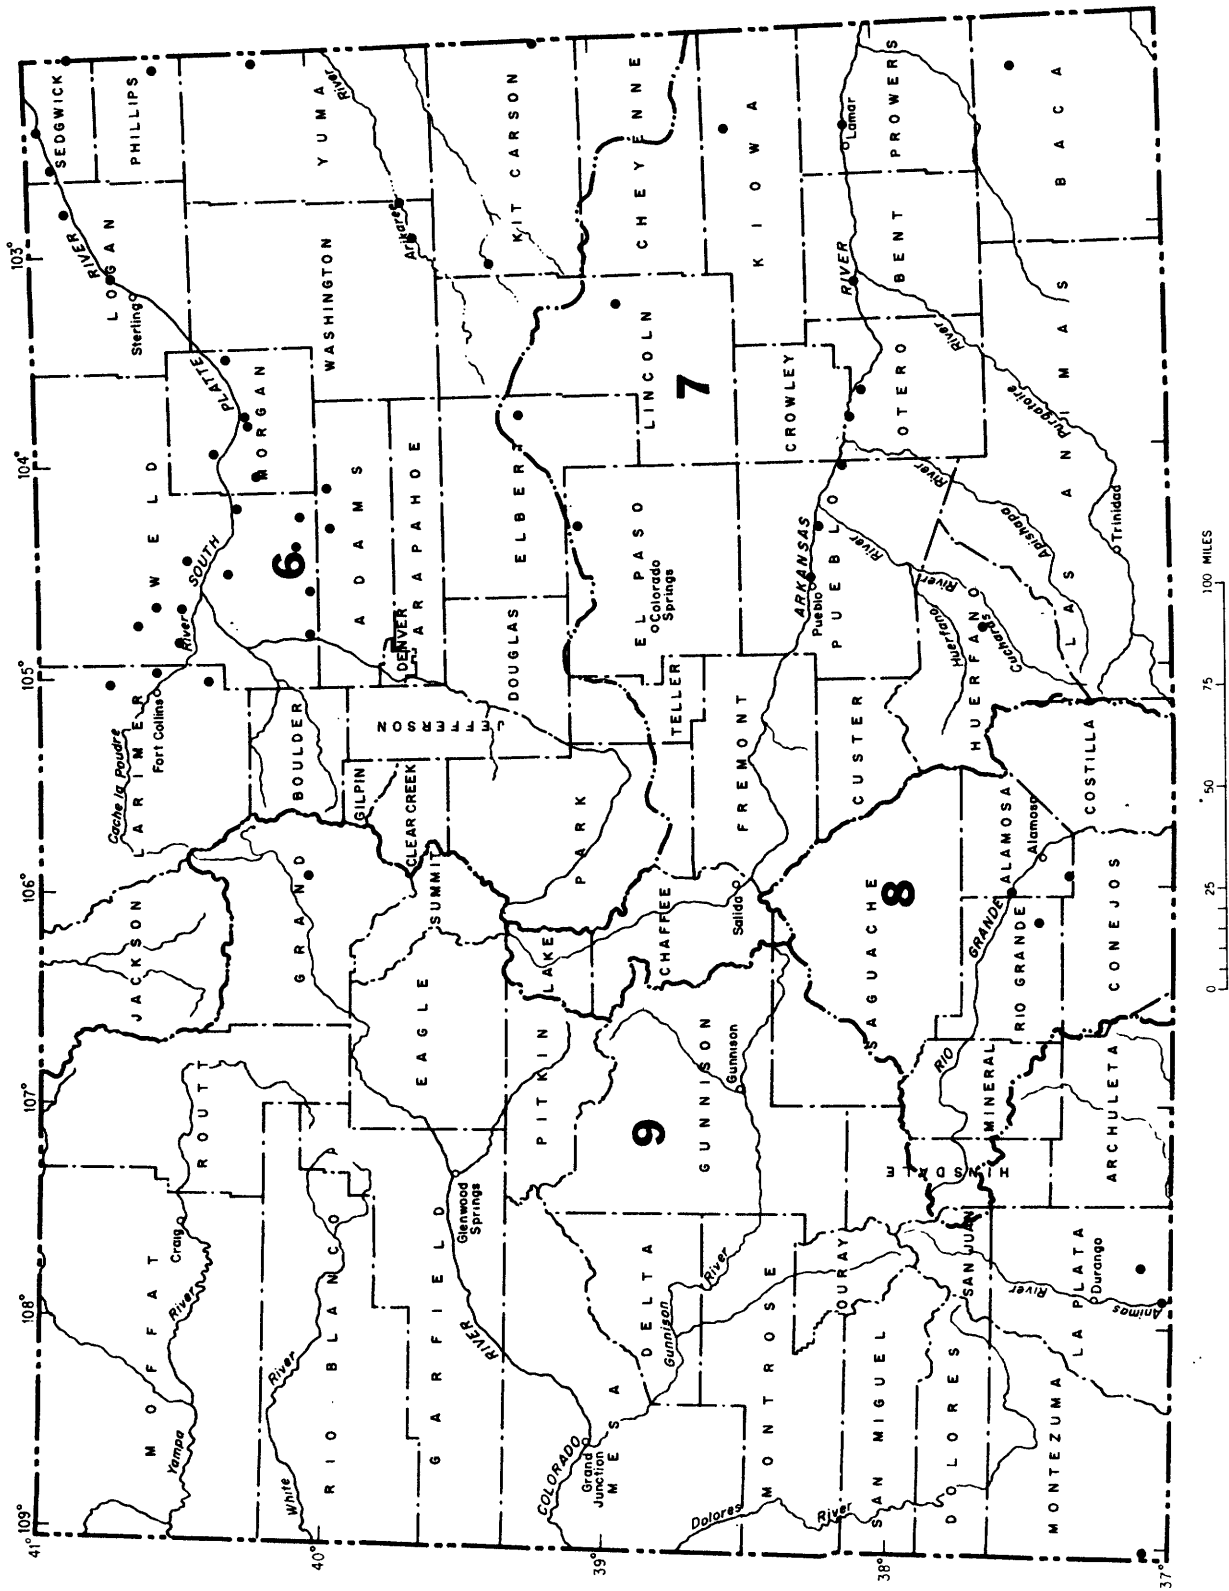 41°
109°
108°
107°
106°
105°
104°
103°
40°
39°
38°
37°
MOFFAT
Yampa
River
Craig
ROUTT
JACKSON
LARIMER
Cache la Poudre
River
Fort Collins
WELD
SOUTH
PLATTE
RIVER
LOGAN
Sterling
SEDGWICK
PHILLIPS
MORGAN
WASHINGTON
YUMA
River
Arikaree
6
RIO BLANCO
White
River
GRAND
BOULDER
GILPIN
CLEAR CREEK
JEFFERSON
DENVER
ADAMS
ARAPAHOE
GARFIELD
Glenwood
Springs
EAGLE
SUMMIT
DOUGLAS
ELBERT
KIT CARSON
COLORADO
RIVER
Grand
Junction
MESA
PITKIN
LAKE
PARK
TELLER
EL PASO
Colorado
Springs
LINCOLN
CHEYENNE
7
DELTA
Gunnison
River
9
GUNNISON
Gunnison
CHAFFEE
Salida
FREMONT
CROWLEY
KIOWA
Dolores
River
MONTROSE
OURAY
HINSDALE
SAGUACHE
8
CUSTER
PUEBLO
Pueblo
ARKANSAS
RIVER
OTERO
BENT
PROWERS
Lamar
SAN MIGUEL
DOLORES
SAN JUAN
MINERAL
RIO
GRANDE
RIO GRANDE
ALAMOSA
Alamosa
HUERFANO
Huerfano
River
Cucharas
River
Apishapa
River
Purgatoire
River
LAS ANIMAS
Trinidad
BACA
MONTEZUMA
LA PLATA
Durango
Animas
River
ARCHULETA
CONEJOS
COSTILLA
0
25
50
75
100 MILES